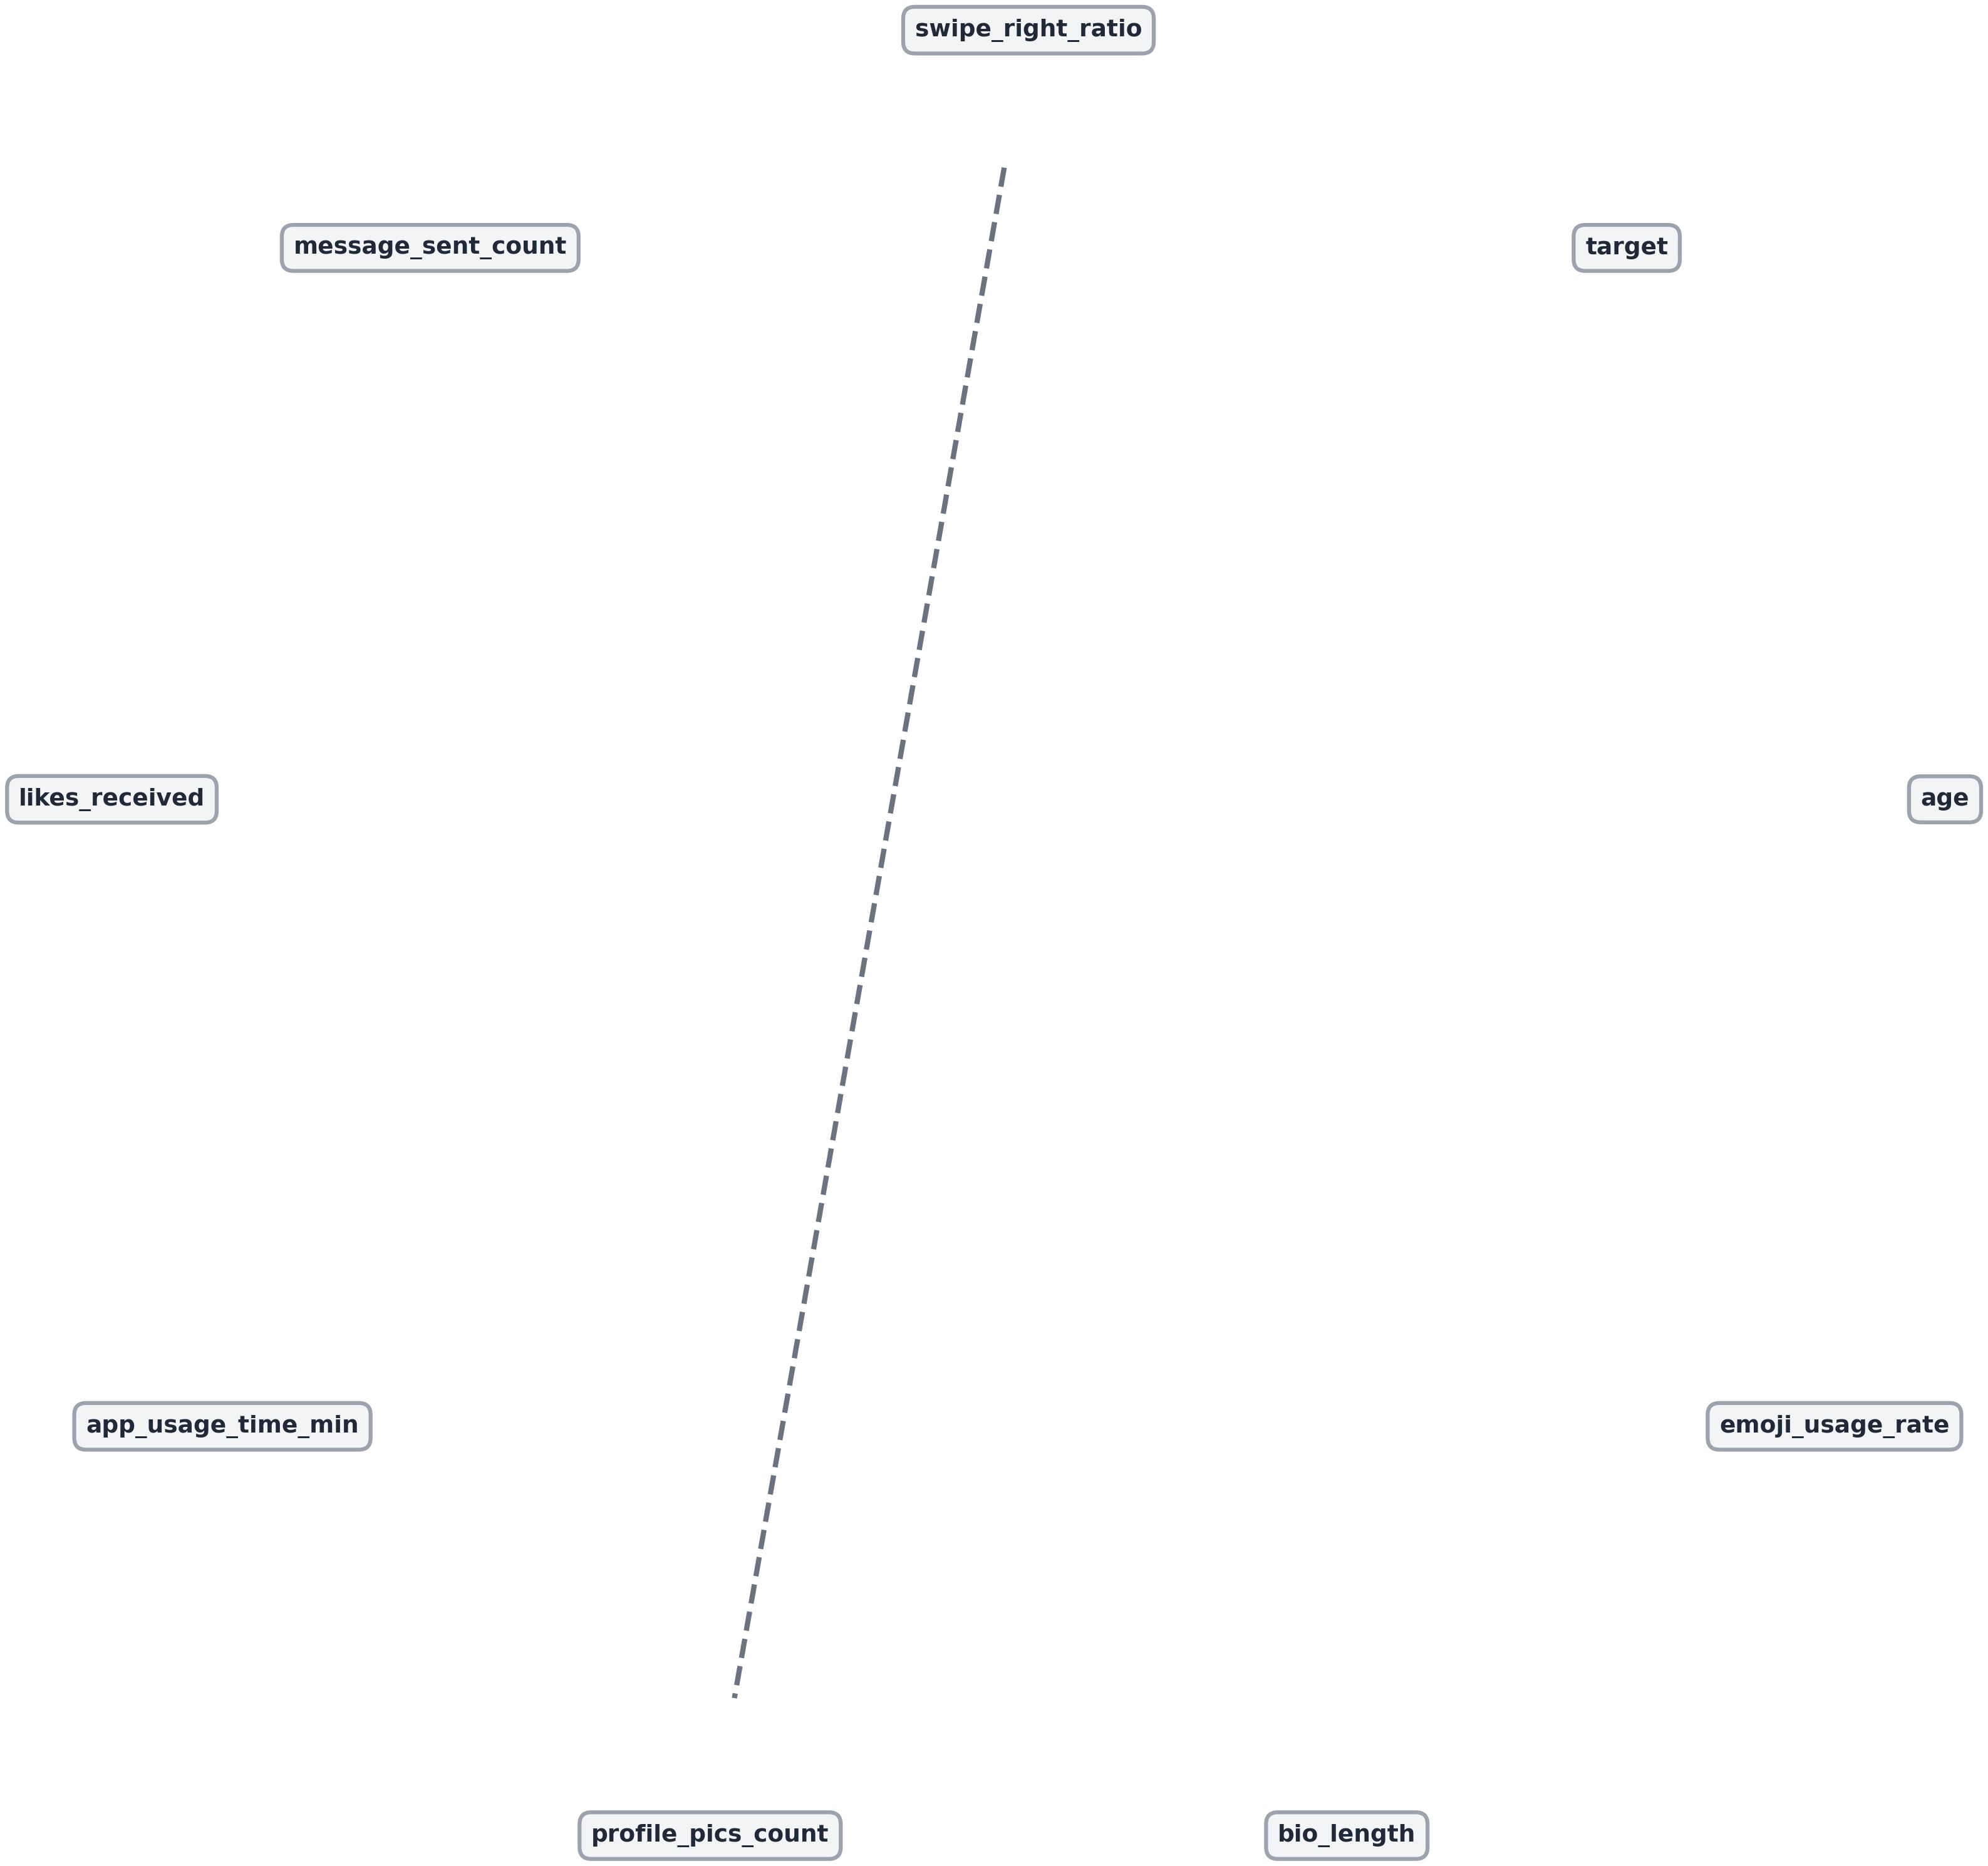 swipe_right_ratio
message_sent_count
target
likes_received
age
app_usage_time_min
emoji_usage_rate
profile_pics_count
bio_length